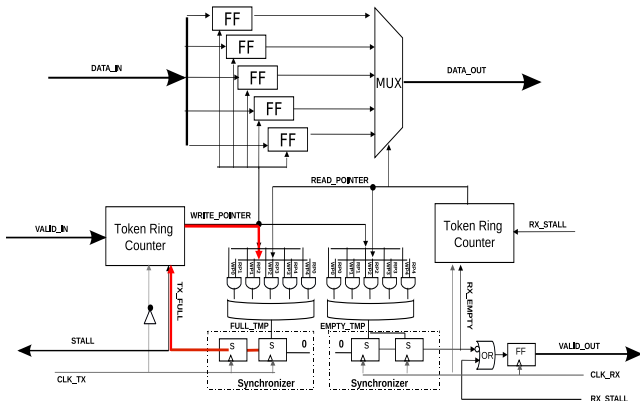 FF
FF
DATA_IN
FF
DATA_OUT
MUX
FF
FF
READ_POINTER
WRITE_POINTER
VALID_IN
Token Ring
Counter
Token Ring
Counter
RX_STALL
TX_FULL
RX_EMPTY
FULL_TMP
EMPTY_TMP
STALL
S
S
0
0
S
S
OR
FF
VALID_OUT
CLK_TX
CLK_RX
Synchronizer
Synchronizer
RX_STALL